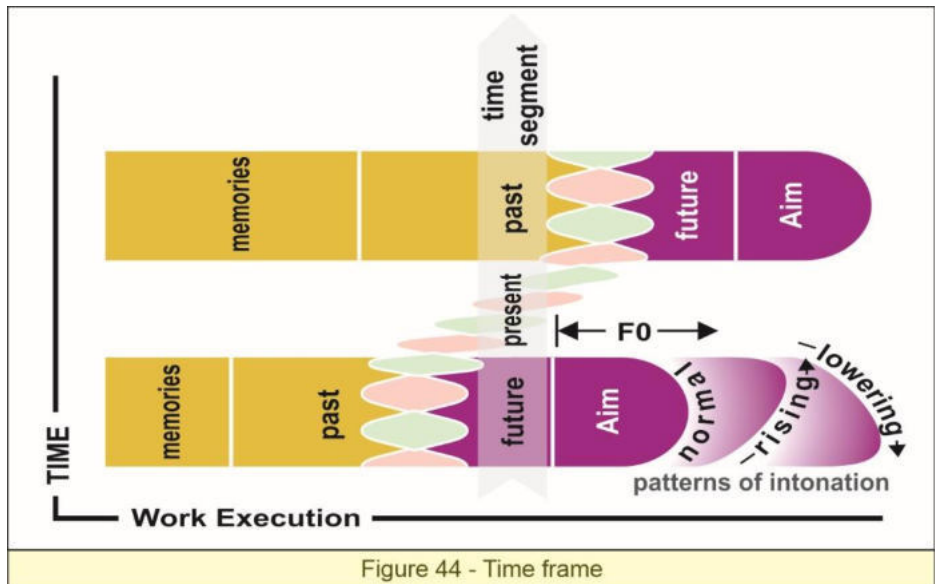 time
segment
memories
past
future
Aim
present
F0
memories
past
future
Aim
normal
rising
lowering
patterns of intonation
TIME
Work Execution
Figure 44 - Time frame